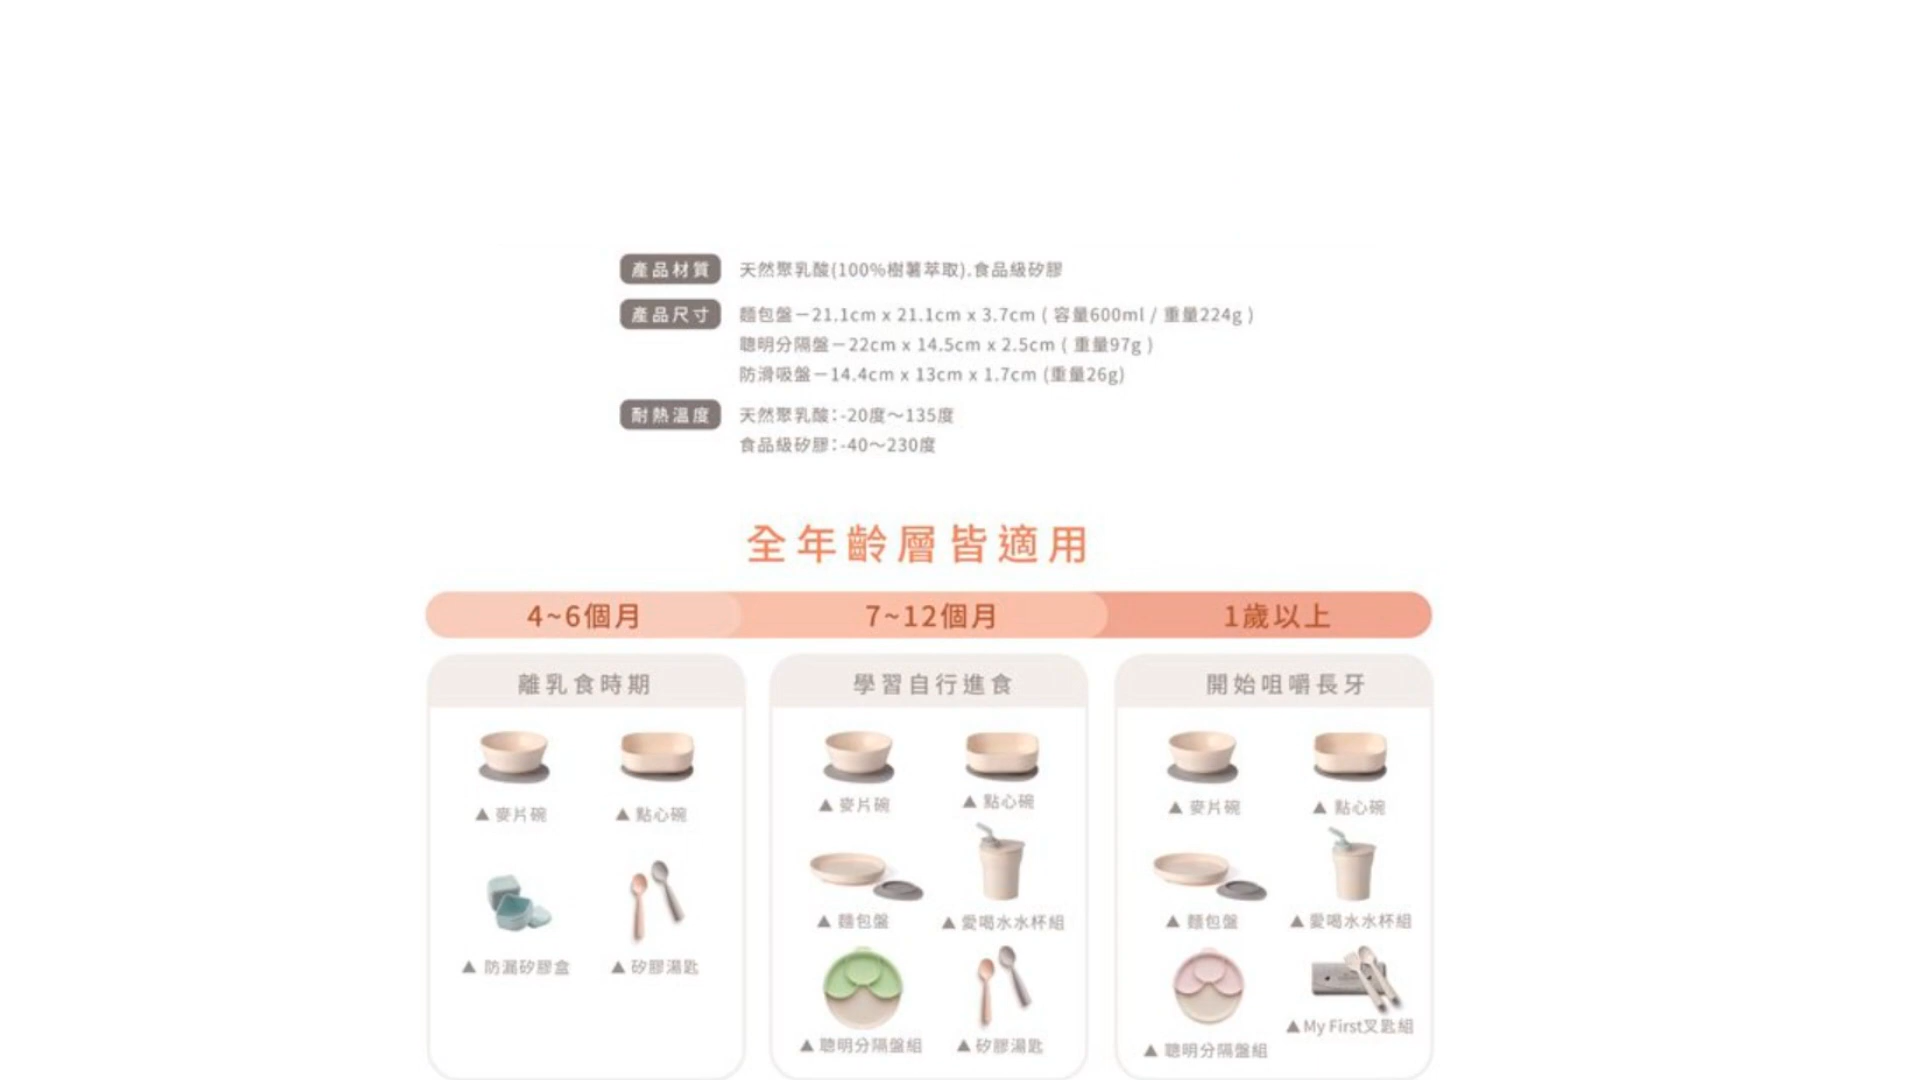 產品材質 天然聚乳酸(100%樹薯萃取).食品級矽膠
產品尺寸 麵包盤－21.1cm x 21.1cm x 3.7cm ( 容量600ml / 重量224g )
聰明分隔盤－22cm x 14.5cm x 2.5cm ( 重量97g )
防滑吸盤－14.4cm x 13cm x 1.7cm (重量26g)
耐熱溫度 天然聚乳酸：-20度～135度
食品級矽膠：-40～230度
全年齡層皆適用
4~6個月 7~12個月 1歲以上
離乳食時期 學習自行進食 開始咀嚼長牙
▲ 麥片碗 ▲ 點心碗 ▲ 麥片碗 ▲ 點心碗 ▲ 麥片碗 ▲ 點心碗
▲ 麵包盤 ▲ 愛喝水水杯組 ▲ 麵包盤 ▲ 愛喝水水杯組
▲ 防漏矽膠盒 ▲ 矽膠湯匙
▲ 聰明分隔盤組 ▲ 矽膠湯匙 ▲ 聰明分隔盤組 ▲My First叉匙組